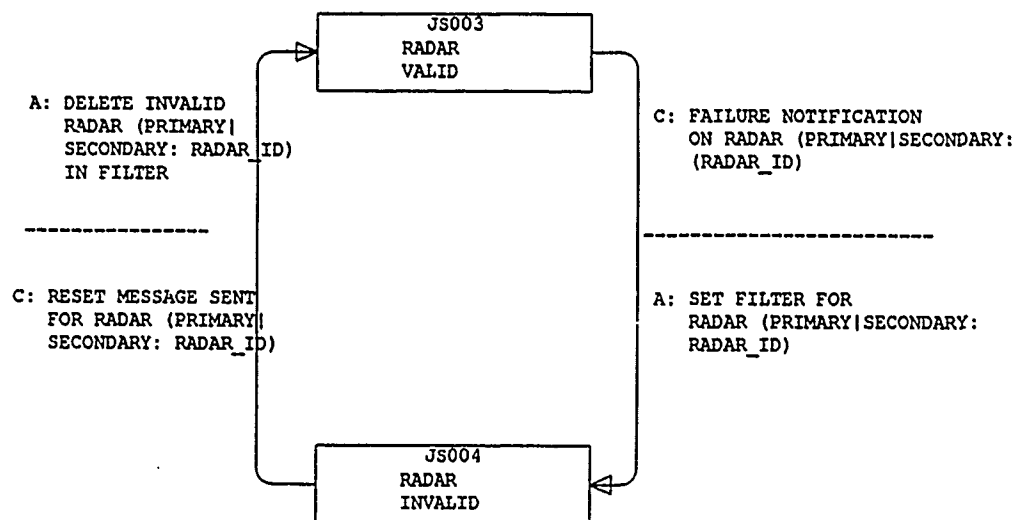 JS003
RADAR
VALID
A: DELETE INVALID
RADAR (PRIMARY|
SECONDARY: RADAR_ID)
IN FILTER
C: FAILURE NOTIFICATION
ON RADAR (PRIMARY|SECONDARY:
(RADAR_ID)
C: RESET MESSAGE SENT
FOR RADAR (PRIMARY|
SECONDARY: RADAR_ID)
A: SET FILTER FOR
RADAR (PRIMARY|SECONDARY:
RADAR_ID)
JS004
RADAR
INVALID